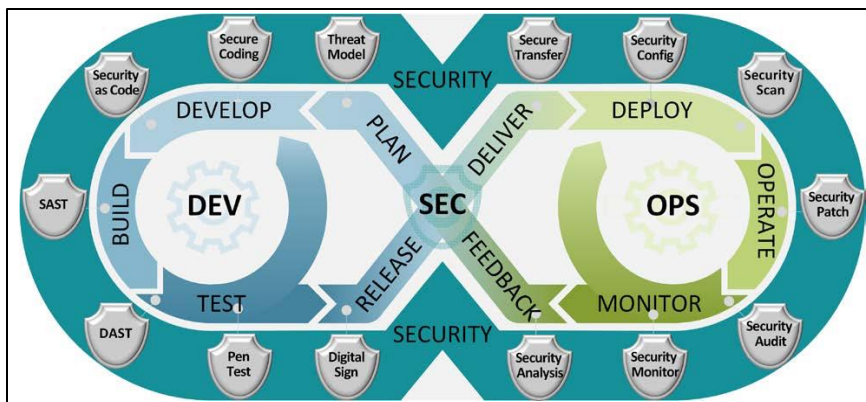 Secure
Coding
Threat
Model
Secure
Transfer
Security
Config
Security
as Code
SECURITY
Security
Scan
DEVELOP
PLAN
DELIVER
DEPLOY
SAST
BUILD
DEV
SEC
OPS
OPERATE
Security
Patch
TEST
RELEASE
FEEDBACK
MONITOR
DAST
Pen
Test
Digital
Sign
SECURITY
Security
Analysis
Security
Monitor
Security
Audit